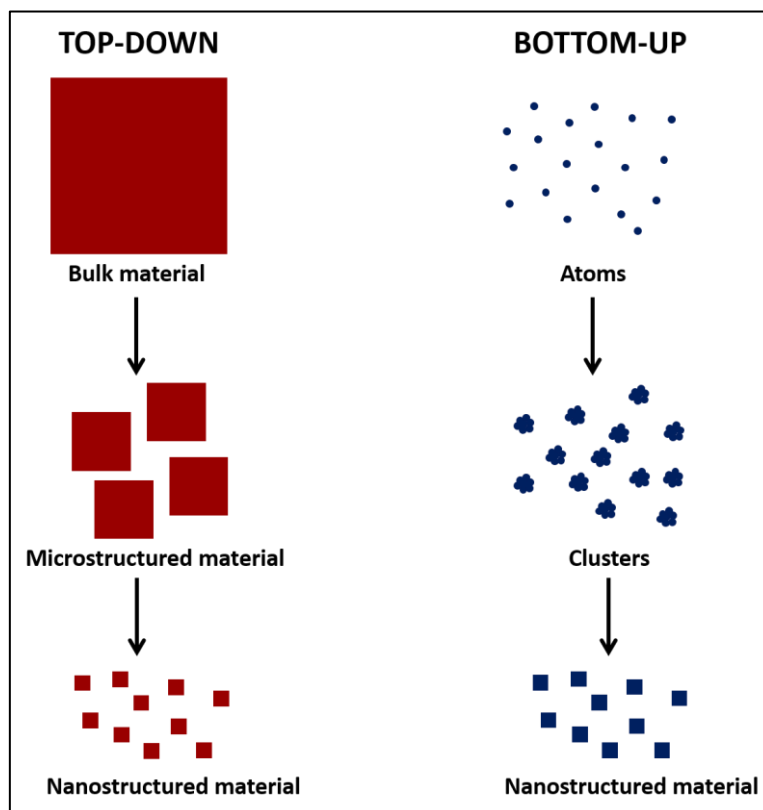 TOP-DOWN
Bulk material
Microstructured material
Nanostructured material
BOTTOM-UP
Atoms
Clusters
Nanostructured material